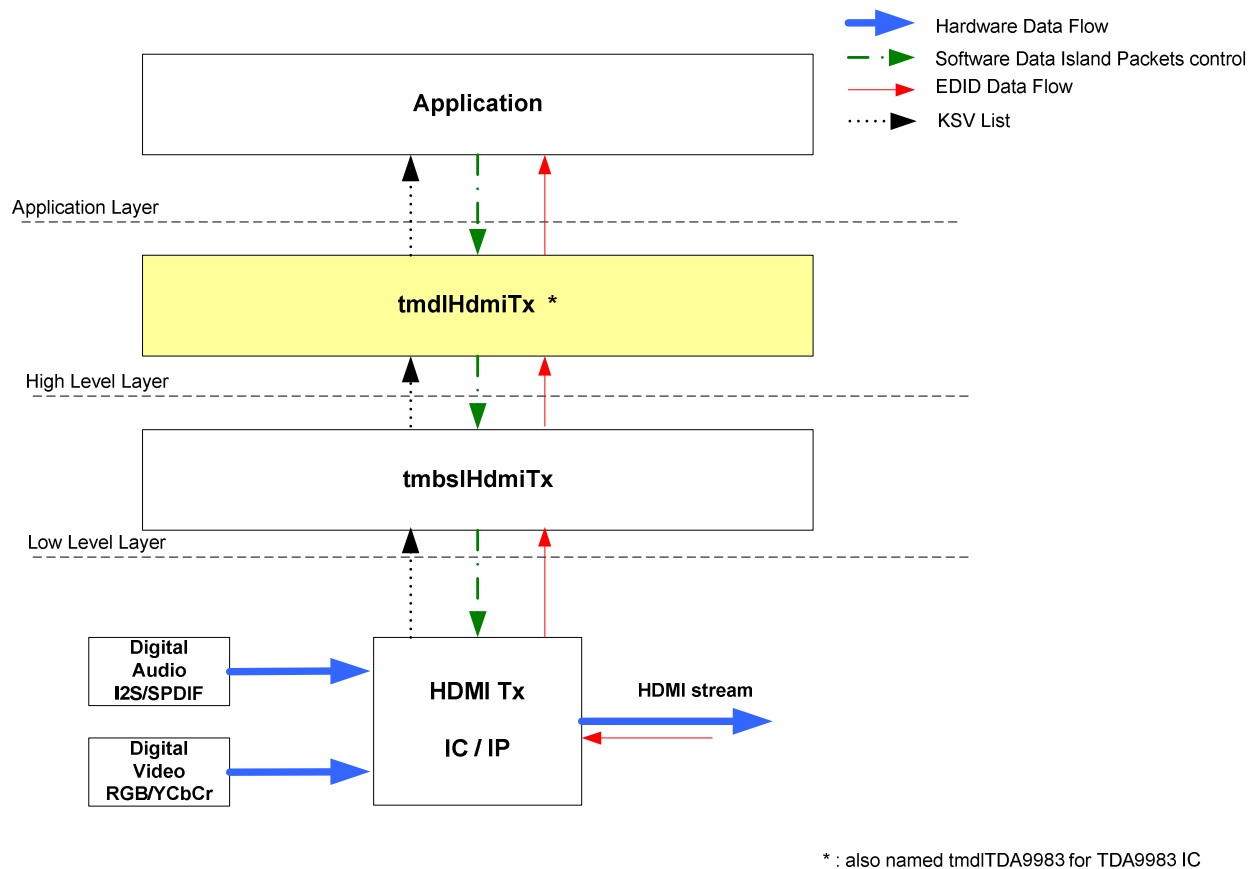 Hardware Data Flow
Software Data Island Packets control
EDID Data Flow
KSV List
Application
Application Layer
tmdlHdmiTx *
High Level Layer
tmbslHdmiTx
Low Level Layer
Digital
Audio
I2S/SPDIF
Digital
Video
RGB/YCbCr
HDMI Tx
IC / IP
HDMI stream
* : also named tmdlTDA9983 for TDA9983 IC